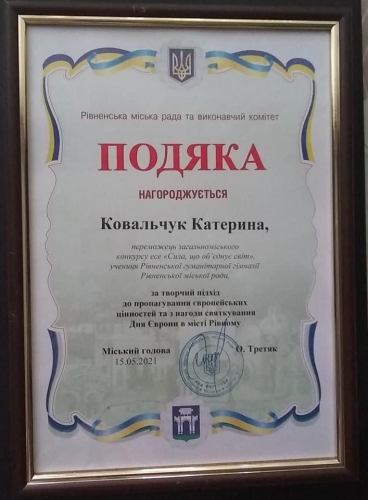 Рівненська міська рада та виконавчий комітет
ПОДЯКА
НАГОРОДЖУЄТЬСЯ
Ковальчук Катерина,
переможець загальноміського
конкурсу есе «Сила, що об'єднує світ»,
учениця Рівненської гуманітарної гімназії
Рівненської міської ради,
за творчий підхід
до пропагування європейських
цінностей та з нагоди святкування
Дня Європи в місті Рівному
Міський голова О. Третяк
15.05.2021